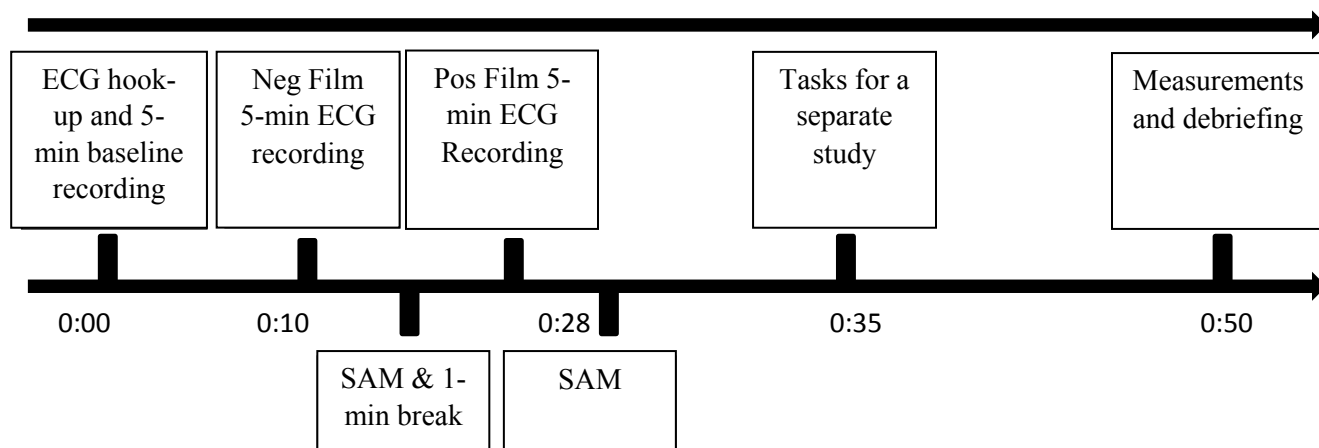 ECG hook-
up and 5-
min baseline
recording
Neg Film
5-min ECG
recording
Pos Film 5-
min ECG
Recording
Tasks for a
separate
study
Measurements
and debriefing
0:00
0:10
0:28
0:35
0:50
SAM & 1-
min break
SAM